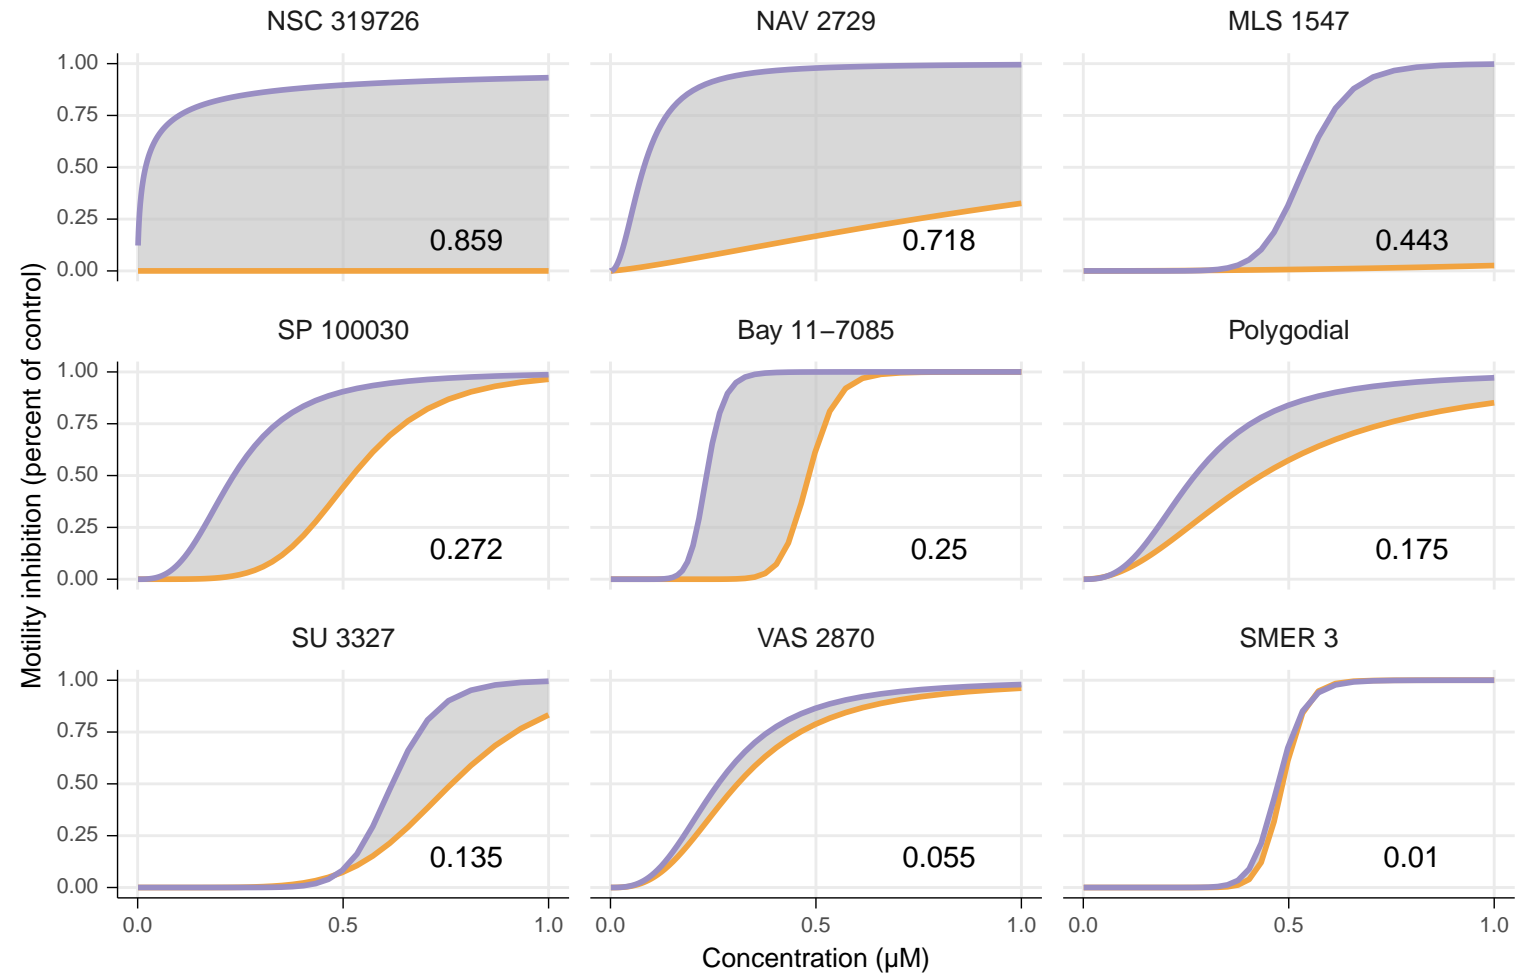 NSC 319726
NAV 2729
MLS 1547
1.00
0.75
0.50
0.25
0.00
0.859
0.718
0.443
SP 100030
Bay 11−7085
Polygodial
1.00
0.75
0.50
0.25
0.00
0.272
0.25
0.175
SU 3327
VAS 2870
SMER 3
1.00
0.75
0.50
0.25
0.00
0.135
0.055
0.01
0.0 0.5 1.0
0.0 0.5 1.0
0.0 0.5 1.0
Concentration (µM)
Motility inhibition (percent of control)